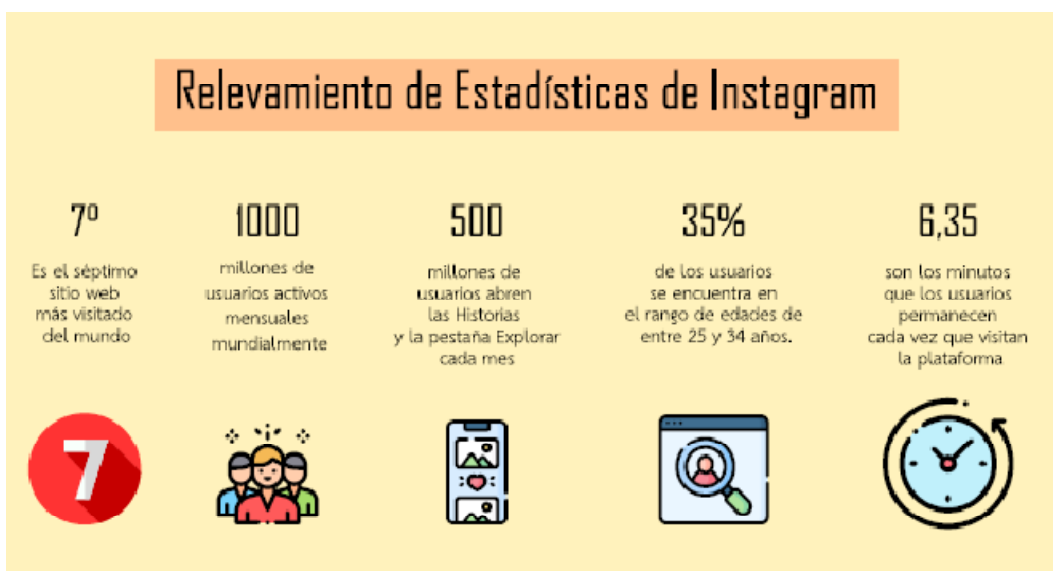 Relevamiento de Estadísticas de Instagram
7º
Es el séptimo
sitio web
más visitado
del mundo
1000
millones de
usuarios activos
mensuales
mundialmente
500
millones de
usuarios abren
las Historias
y la pestaña Explorar
cada mes
35%
de los usuarios
se encuentra en
el rango de edades de
entre 25 y 34 años.
6,35
son los minutos
que los usuarios
permanecen
cada vez que visitan
la plataforma
7